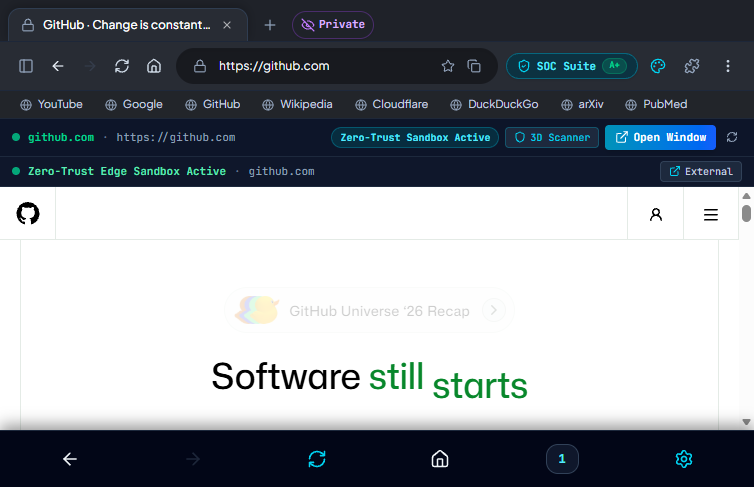 GitHub · Change is constant...
Private
https://github.com
SOC Suite A+
YouTube Google GitHub Wikipedia Cloudflare DuckDuckGo arXiv PubMed
github.com · https://github.com Zero-Trust Sandbox Active 3D Scanner Open Window
Zero-Trust Edge Sandbox Active · github.com External
GitHub Universe ‘26 Recap
Software still starts
1